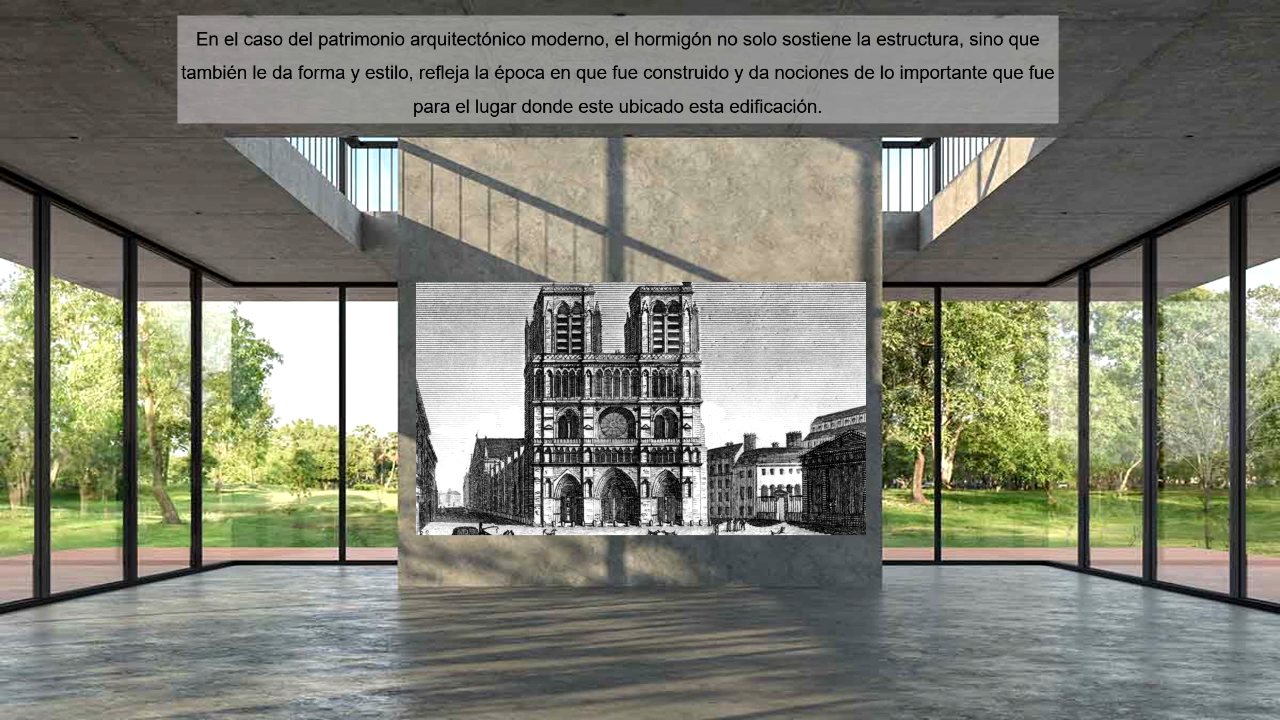 En el caso del patrimonio arquitectónico moderno, el hormigón no solo sostiene la estructura, sino que
también le da forma y estilo, refleja la época en que fue construido y da nociones de lo importante que fue
para el lugar donde este ubicado esta edificación.